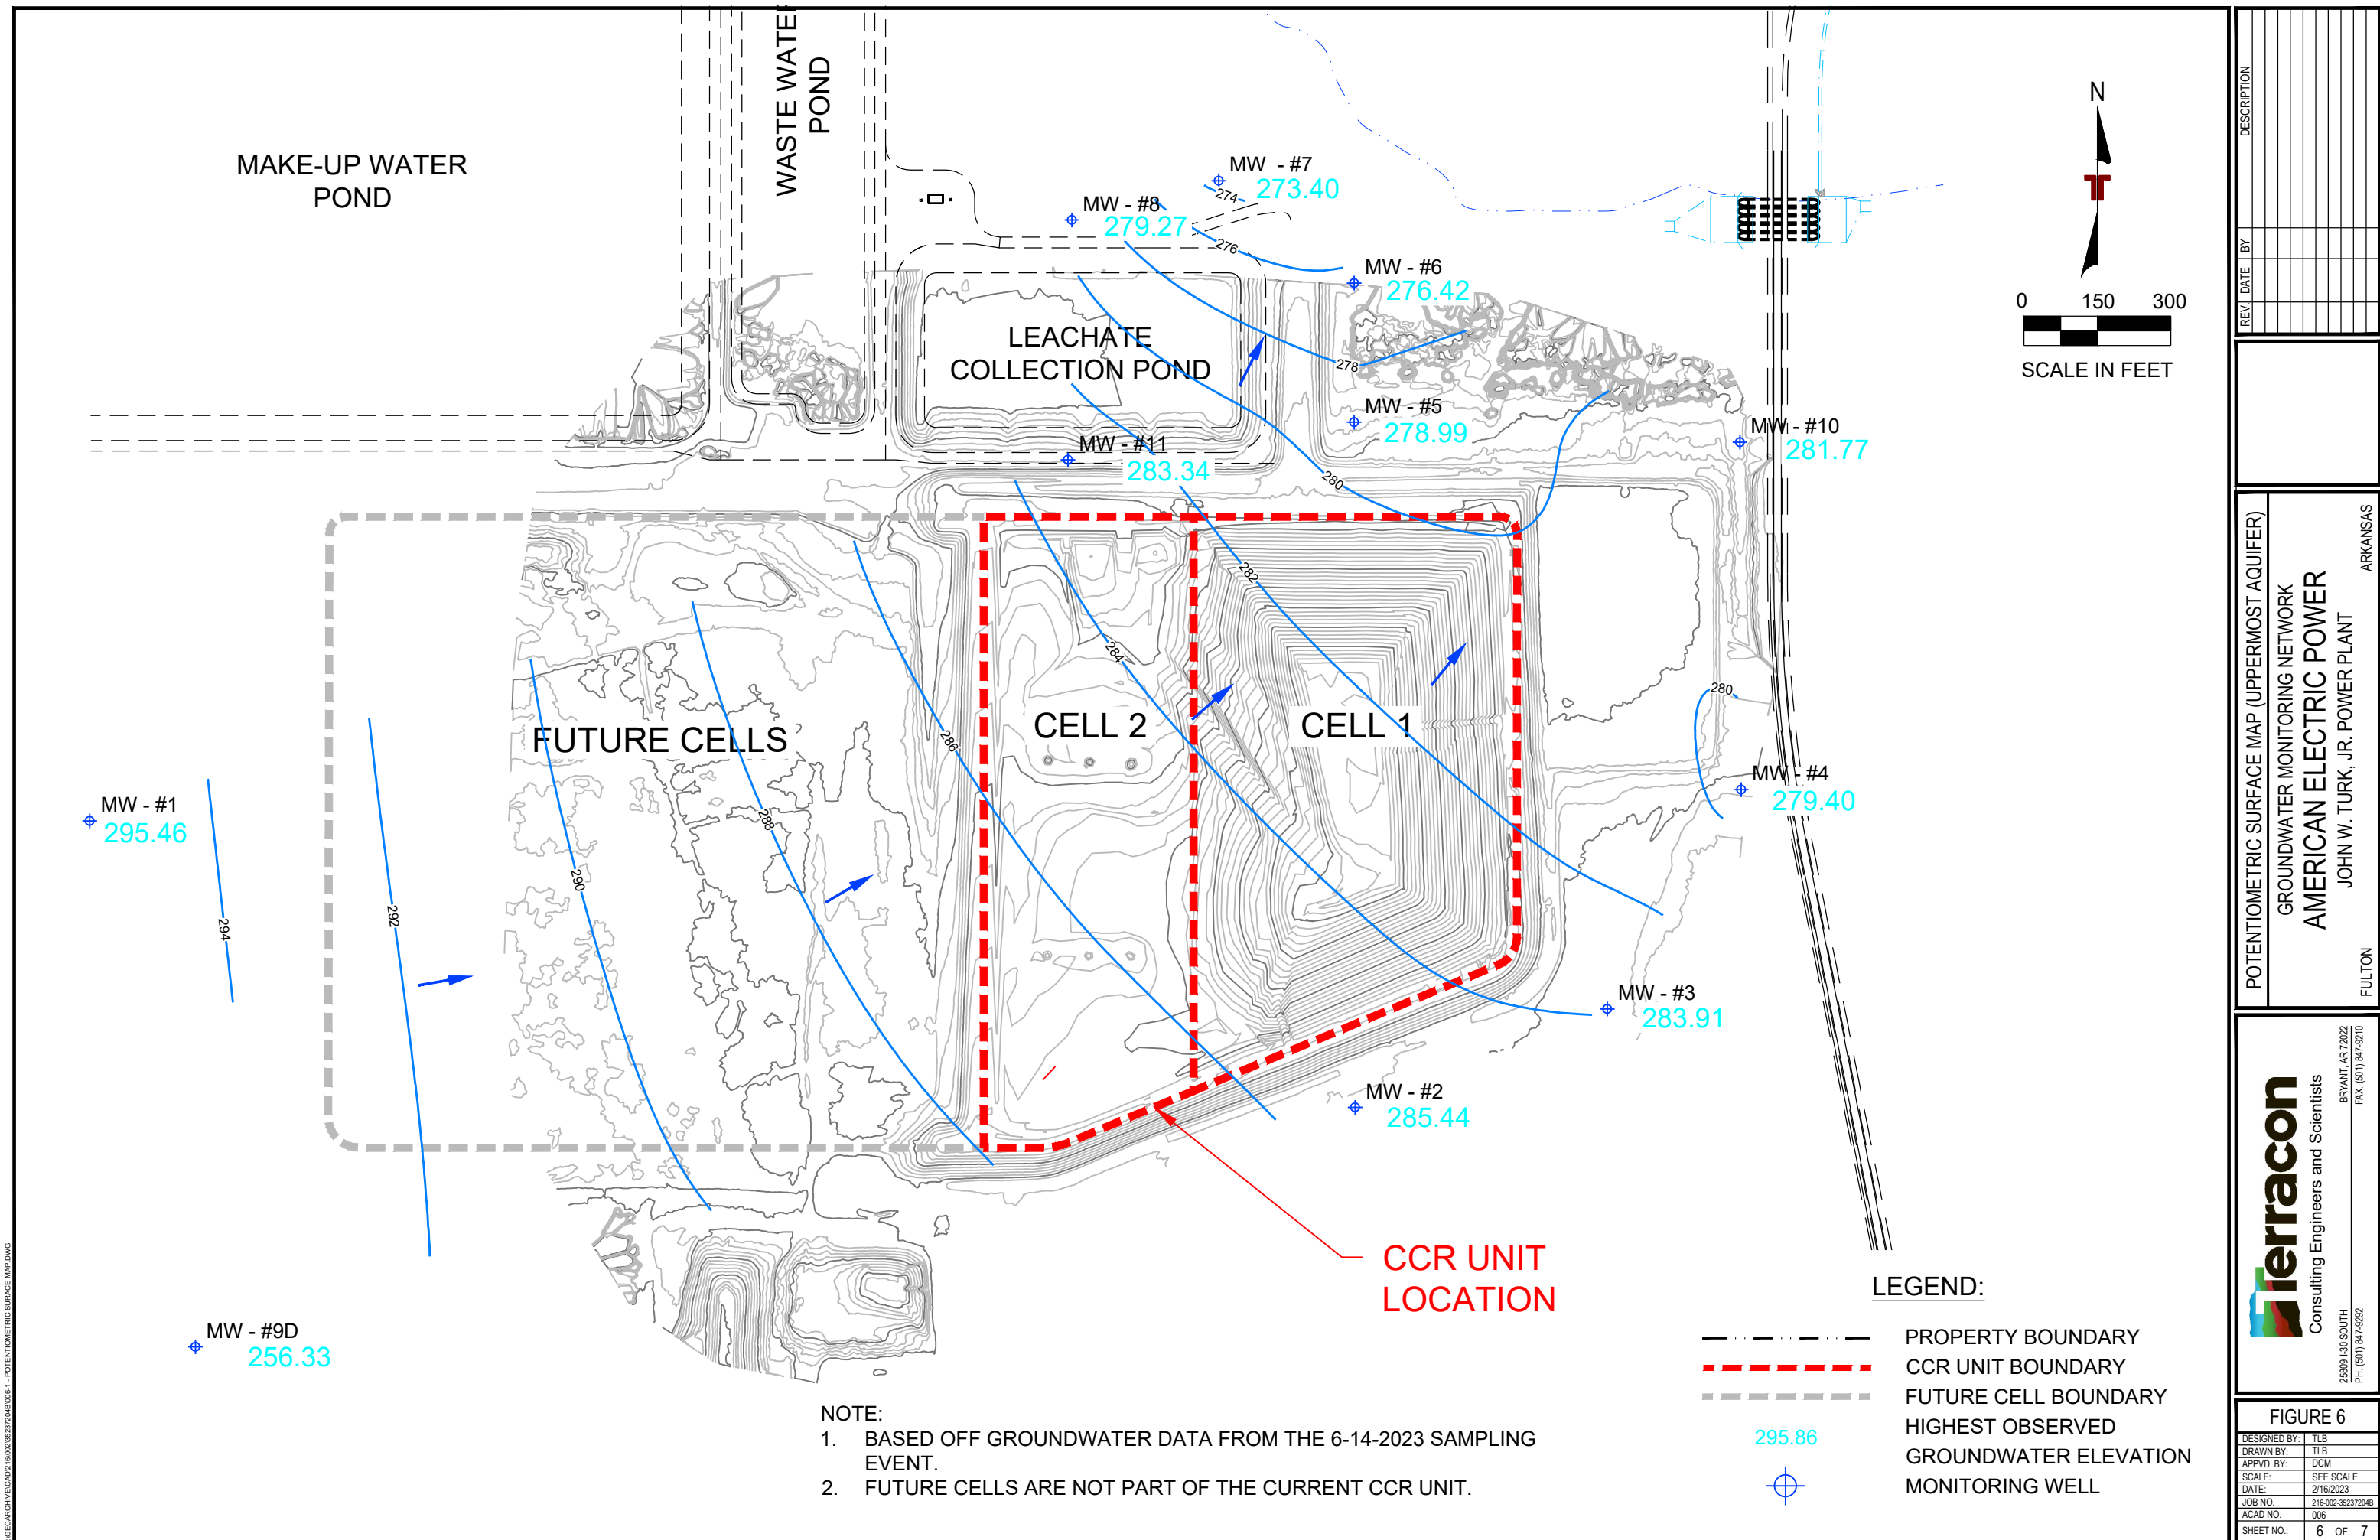 MAKE-UP WATER
POND
WASTE WATER
POND
MW - #7
273.40
274
MW - #8
279.27
276
MW - #6
276.42
LEACHATE
COLLECTION POND
278
MW - #5
278.99
MW - #11
283.34
280
MW - #10
281.77
N
0 150 300
SCALE IN FEET
282
284
286
288
290
292
294
280
FUTURE CELLS
CELL 2
CELL 1
MW - #1
295.46
MW - #4
279.40
MW - #3
283.91
MW - #2
285.44
MW - #9D
256.33
CCR UNIT
LOCATION
NOTE:
1. BASED OFF GROUNDWATER DATA FROM THE 6-14-2023 SAMPLING
EVENT.
2. FUTURE CELLS ARE NOT PART OF THE CURRENT CCR UNIT.
LEGEND:
PROPERTY BOUNDARY
CCR UNIT BOUNDARY
FUTURE CELL BOUNDARY
295.86 HIGHEST OBSERVED
GROUNDWATER ELEVATION
MONITORING WELL
REV. DATE BY DESCRIPTION
POTENTIOMETRIC SURFACE MAP (UPPERMOST AQUIFER)
GROUNDWATER MONITORING NETWORK
AMERICAN ELECTRIC POWER
JOHN W. TURK, JR. POWER PLANT
FULTON ARKANSAS
Terracon
Consulting Engineers and Scientists
25809 I-30 SOUTH BRYANT, AR 72022
PH. (501) 847-9292 FAX. (501) 847-9210
FIGURE 6
DESIGNED BY: TLB
DRAWN BY: TLB
APPVD. BY: DCM
SCALE: SEE SCALE
DATE: 2/16/2023
JOB NO. 216-002-35237204B
ACAD NO. 006
SHEET NO.: 6 OF 7